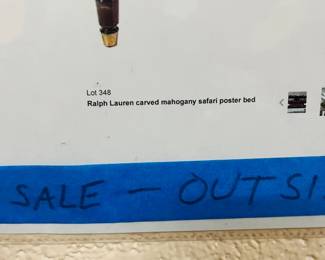 Lot 348
Ralph Lauren carved mahogany safari poster bed
SALE - OUTSI